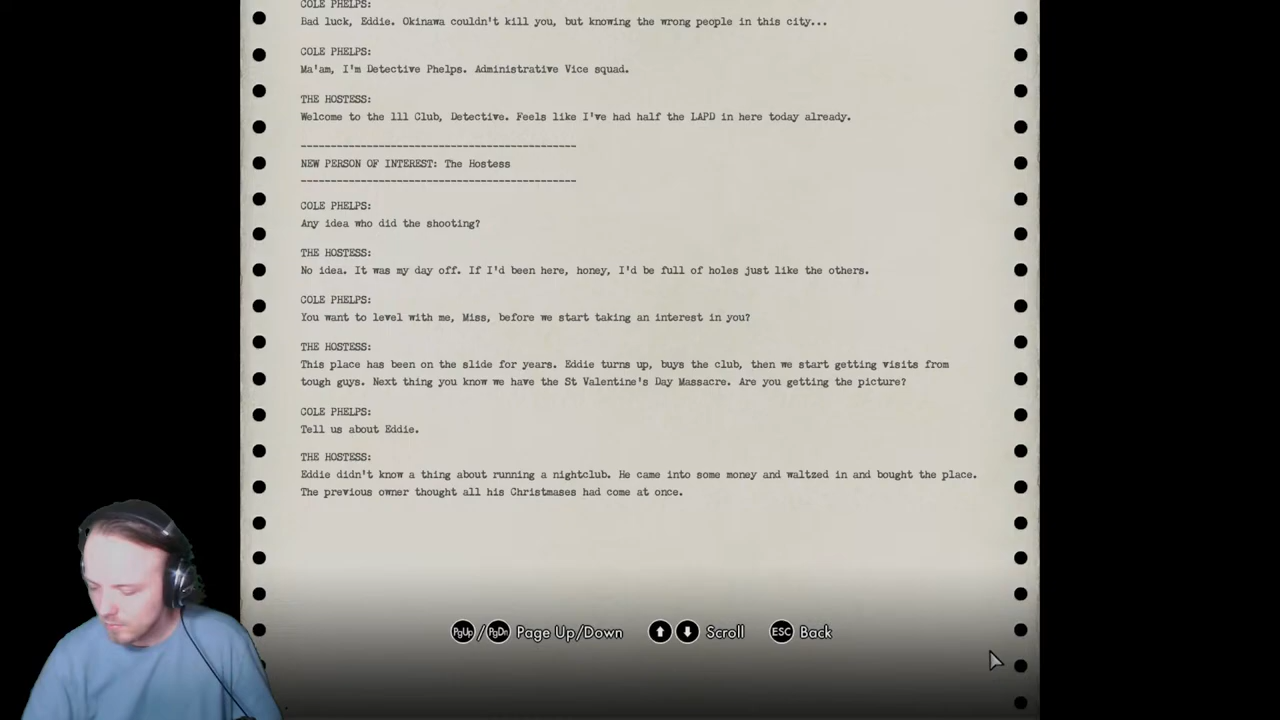 COLE PHELPS:
Bad luck, Eddie. Okinawa couldn't kill you, but knowing the wrong people in this city...
COLE PHELPS:
Ma'am, I'm Detective Phelps. Administrative Vice squad.
THE HOSTESS:
Welcome to the 111 Club, Detective. Feels like I've had half the LAPD in here today already.
--------------------------------------------
NEW PERSON OF INTEREST: The Hostess
--------------------------------------------
COLE PHELPS:
Any idea who did the shooting?
THE HOSTESS:
No idea. It was my day off. If I'd been here, honey, I'd be full of holes just like the others.
COLE PHELPS:
You want to level with me, Miss, before we start taking an interest in you?
THE HOSTESS:
This place has been on the slide for years. Eddie turns up, buys the club, then we start getting visits from
tough guys. Next thing you know we have the St Valentine's Day Massacre. Are you getting the picture?
COLE PHELPS:
Tell us about Eddie.
THE HOSTESS:
Eddie didn't know a thing about running a nightclub. He came into some money and waltzed in and bought the place.
The previous owner thought all his Christmases had come at once.
PgUp/PgDn Page Up/Down Scroll ESC Back